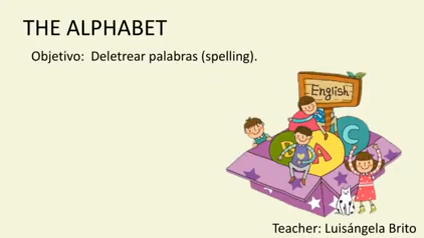 THE ALPHABET
Objetivo:  Deletrear palabras (spelling).
English
B A C
Teacher: Luisángela Brito